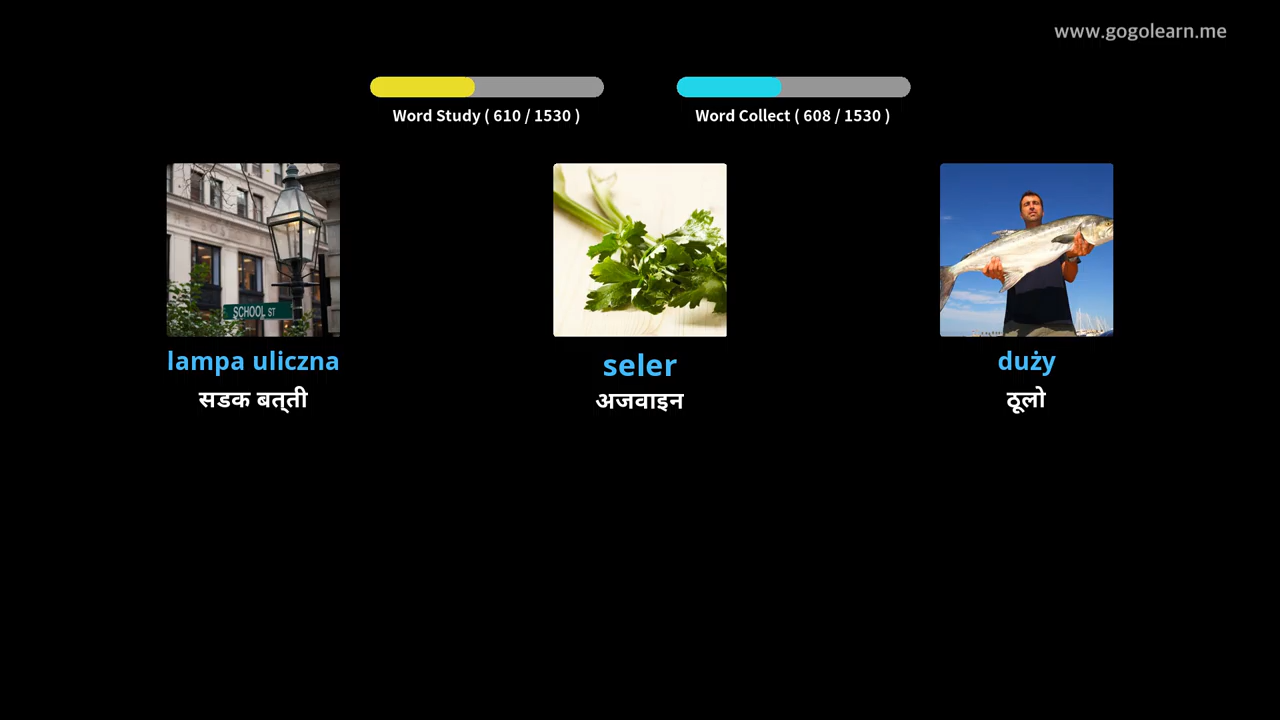 www.gogolearn.me
Word Study ( 610 / 1530 )
Word Collect ( 608 / 1530 )
SCHOOL ST
lampa uliczna
seler
duży
सडक बत्ती
अजवाइन
ठूलो